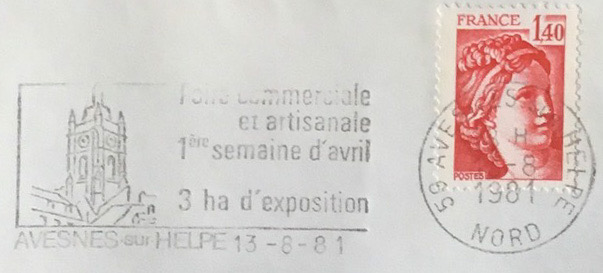 Foire commerciale
et artisanale
1ère semaine d'avril
3 ha d'exposition
AVESNES-sur HELPE 13-8-81
FRANCE
1,40
POSTES
59 AVESNES S/ HELPE
H
-8
1981
NORD